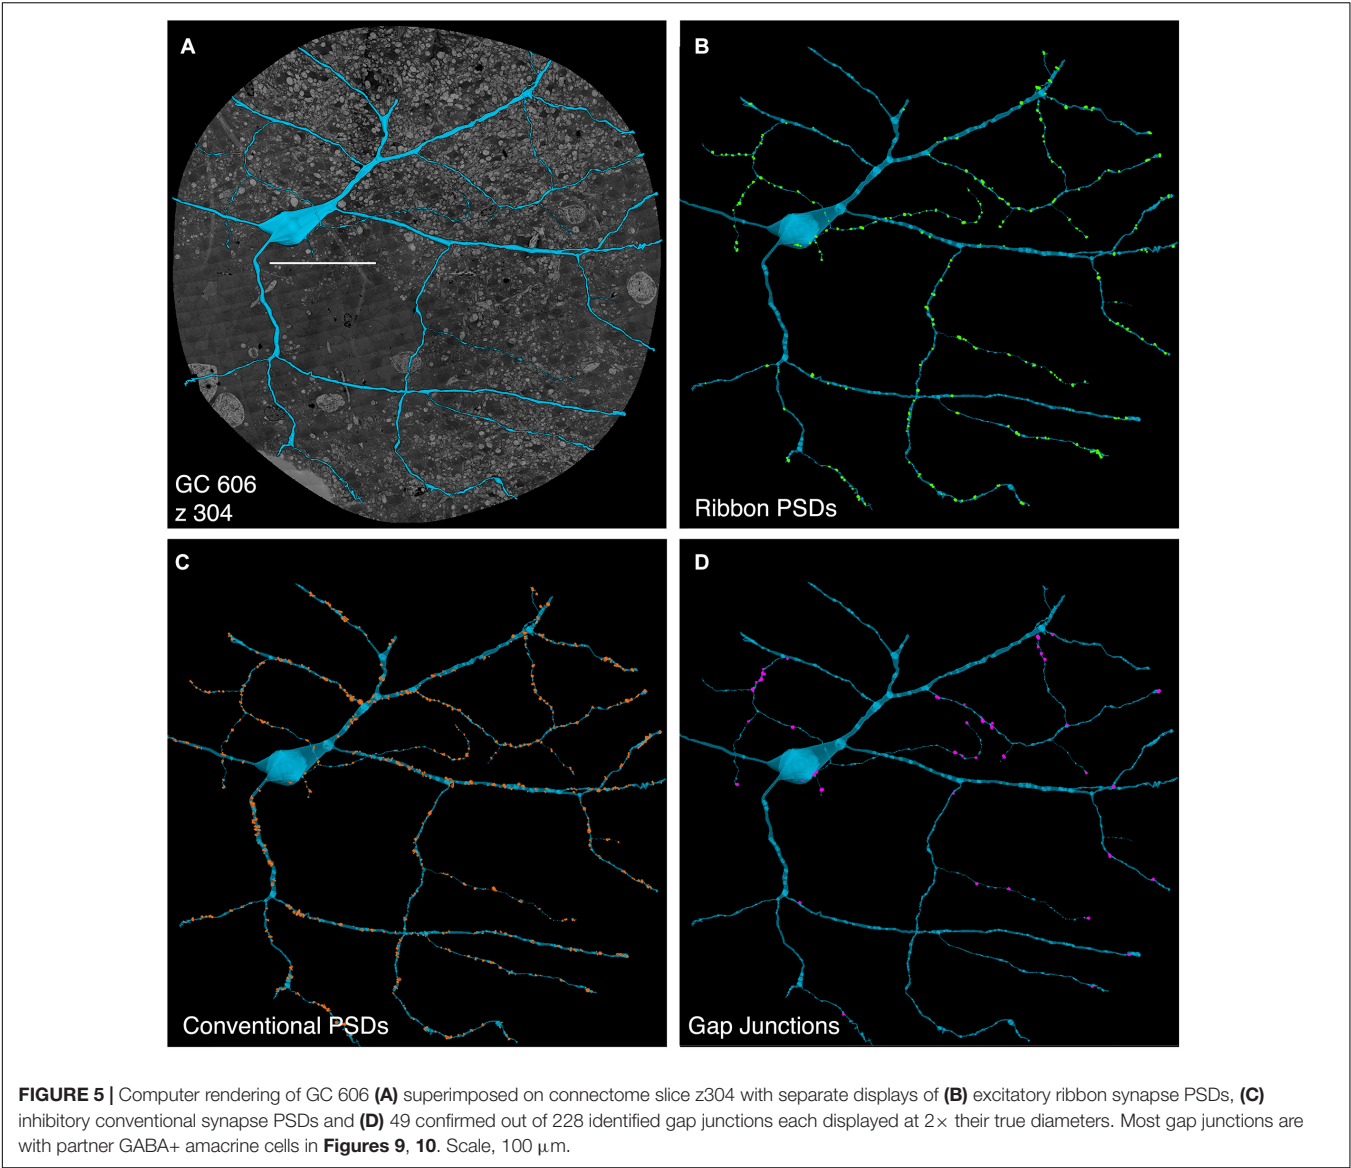 A
B
GC 606
z 304
Ribbon PSDs
C
D
Conventional PSDs
Gap Junctions
FIGURE 5 | Computer rendering of GC 606 (A) superimposed on connectome slice z304 with separate displays of (B) excitatory ribbon synapse PSDs, (C)
inhibitory conventional synapse PSDs and (D) 49 confirmed out of 228 identified gap junctions each displayed at 2× their true diameters. Most gap junctions are
with partner GABA+ amacrine cells in Figures 9, 10. Scale, 100 μm.